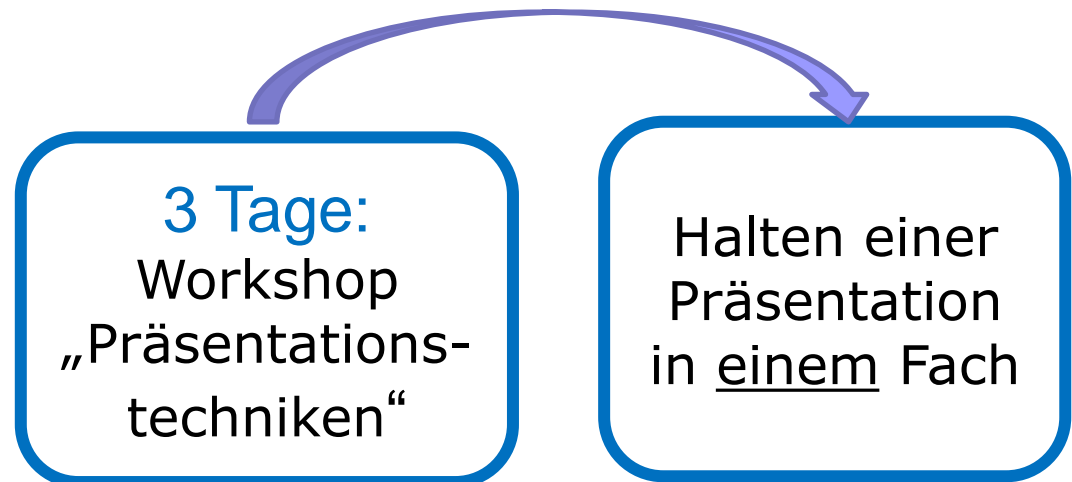 3 Tage:
Workshop
„Präsentations-
techniken“
Halten einer
Präsentation
in einem Fach